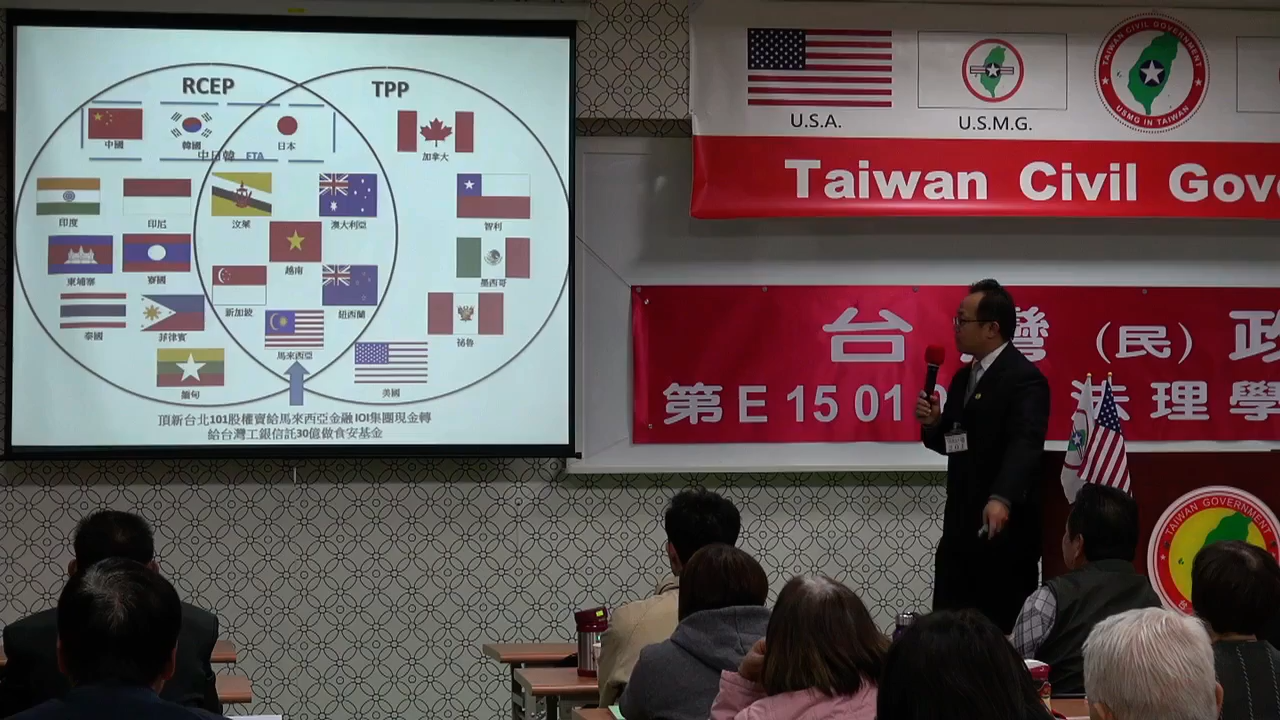 RCEP
TPP
中國
韓國
日本
加拿大
中日韓 FTA
印度
印尼
汶萊
澳大利亞
智利
柬埔寨
寮國
越南
墨西哥
泰國
菲律賓
新加坡
紐西蘭
秘魯
緬甸
馬來西亞
美國
頂新台北101股權賣給馬來西亞金融IOI集團現金轉
給台灣工銀信託30億做食安基金
U.S.A.
U.S.M.G.
TAIWAN CIVIL GOVERNMENT
USMG IN TAIWAN
Taiwan Civil Gov
台灣(民)政
第E 15 01 法理學
TAIWAN GOVERNMENT